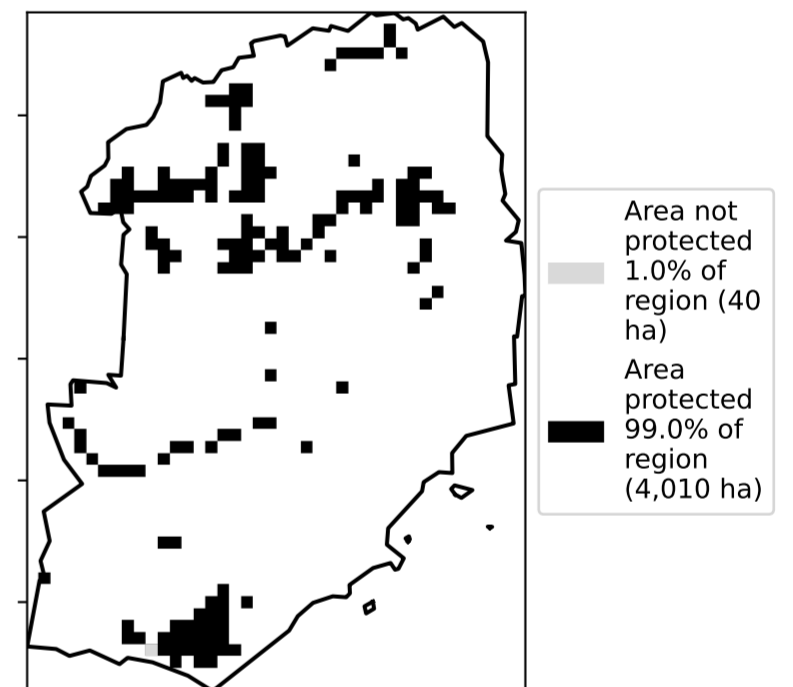 Area not
protected
1.0% of
region (40
ha)
Area
protected
99.0% of
region
(4,010 ha)